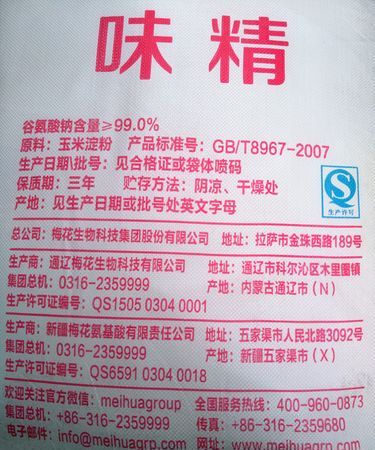 味精
谷氨酸钠含量≥99.0%
原料：玉米淀粉 产品标准号：GB/T8967-2007
生产日期\批号：见合格证或袋体喷码
保质期：三年 贮存方法：阴凉、干燥处
产地：见生产日期或批号处英文字母
生产许可
总公司：梅花生物科技集团股份有限公司 地址：拉萨市金珠西路189号
生产商：通辽梅花生物科技有限公司 地址：通辽市科尔沁区木里图镇
集团总机：0316-2359999 产地：内蒙古通辽市（N）
生产许可证编号：QS1505 0304 0001
生产商：新疆梅花氨基酸有限责任公司 地址：五家渠市人民北路3092号
集团总机：0316-2359999 产地：新疆五家渠市（X）
生产许可证编号：QS6591 0304 0018
欢迎关注官方微信：meihuagroup 全国服务热线：400-960-0873
集团总机：+86-316-2359999 传真：+86-316-2359680
电子邮件：info@meihuagrp.com 网址：www.meihuagrp.com